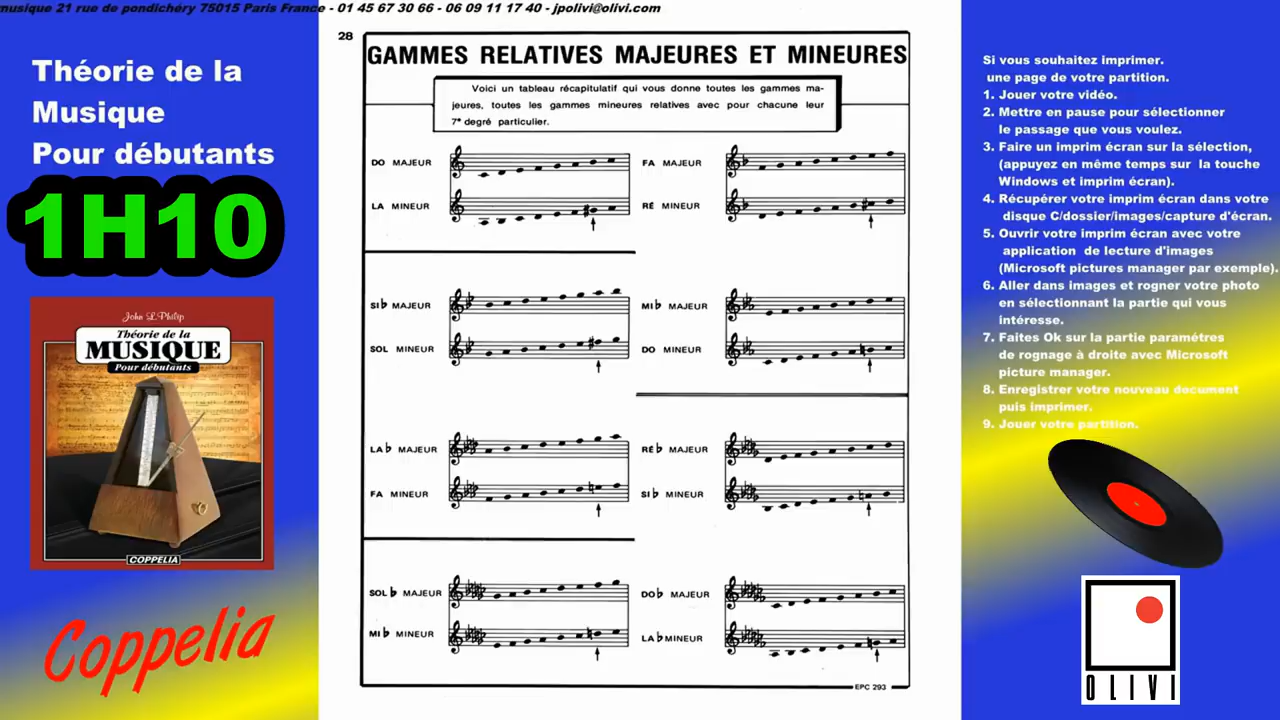 musique 21 rue de pondichéry 75015 Paris France - 01 45 67 30 66 - 06 09 11 17 40 - jpolivi@olivi.com
Théorie de la
Musique
Pour débutants
1H10
John L.Philip
Théorie de la
MUSIQUE
Pour débutants
COPPELIA
Coppelia
28
GAMMES RELATIVES MAJEURES ET MINEURES
Voici un tableau récapitulatif qui vous donne toutes les gammes ma-
jeures, toutes les gammes mineures relatives avec pour chacune leur
7e degré particulier.
DO MAJEUR
FA MAJEUR
LA MINEUR
RÉ MINEUR
SI♭ MAJEUR
MI♭ MAJEUR
SOL MINEUR
DO MINEUR
LA♭ MAJEUR
RÉ♭ MAJEUR
FA MINEUR
SI♭ MINEUR
SOL♭ MAJEUR
DO♭ MAJEUR
MI♭ MINEUR
LA♭MINEUR
EPC 293
Si vous souhaitez imprimer.
une page de votre partition.
1. Jouer votre vidéo.
2. Mettre en pause pour sélectionner
le passage que vous voulez.
3. Faire un imprim écran sur la sélection,
(appuyez en même temps sur la touche
Windows et imprim écran).
4. Récupérer votre imprim écran dans votre
disque C/dossier/images/capture d'écran.
5. Ouvrir votre imprim écran avec votre
application de lecture d'images
(Microsoft pictures manager par exemple).
6. Aller dans images et rogner votre photo
en sélectionnant la partie qui vous
intéresse.
7. Faites Ok sur la partie paramétres
de rognage à droite avec Microsoft
picture manager.
8. Enregistrer votre nouveau document
puis imprimer.
9. Jouer votre partition.
OLIVI